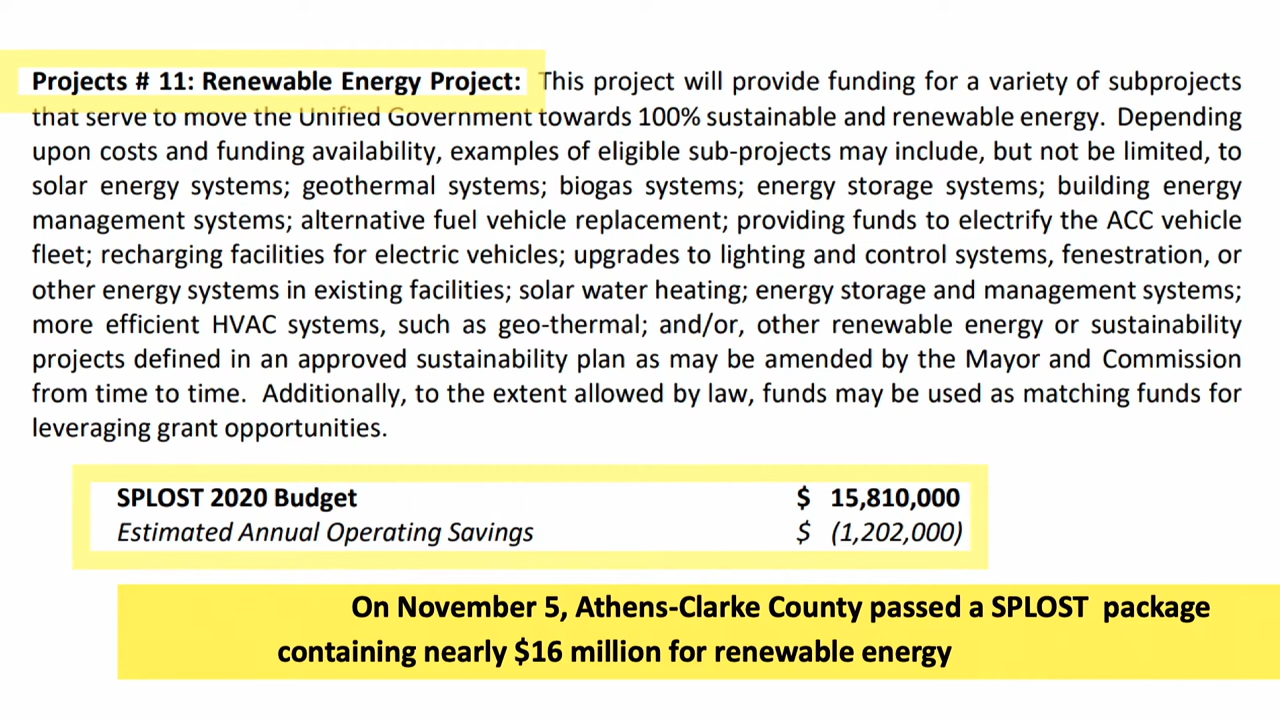 Projects # 11: Renewable Energy Project: This project will provide funding for a variety of subprojects
that serve to move the Unified Government towards 100% sustainable and renewable energy. Depending
upon costs and funding availability, examples of eligible sub-projects may include, but not be limited, to
solar energy systems; geothermal systems; biogas systems; energy storage systems; building energy
management systems; alternative fuel vehicle replacement; providing funds to electrify the ACC vehicle
fleet; recharging facilities for electric vehicles; upgrades to lighting and control systems, fenestration, or
other energy systems in existing facilities; solar water heating; energy storage and management systems;
more efficient HVAC systems, such as geo-thermal; and/or, other renewable energy or sustainability
projects defined in an approved sustainability plan as may be amended by the Mayor and Commission
from time to time. Additionally, to the extent allowed by law, funds may be used as matching funds for
leveraging grant opportunities.
SPLOST 2020 Budget $ 15,810,000
Estimated Annual Operating Savings $ (1,202,000)
On November 5, Athens-Clarke County passed a SPLOST package
containing nearly $16 million for renewable energy